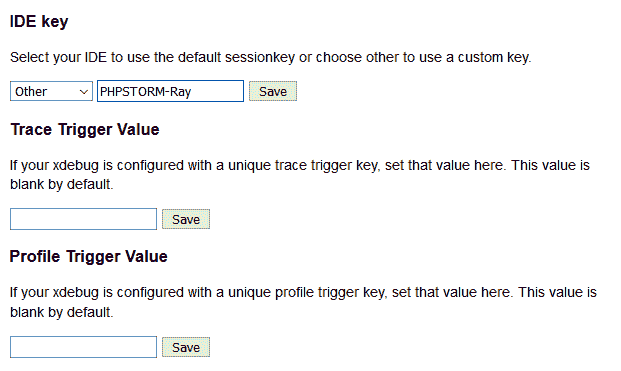 IDE key
Select your IDE to use the default sessionkey or choose other to use a custom key.
Other PHPSTORM-Ray Save
Trace Trigger Value
If your xdebug is configured with a unique trace trigger key, set that value here. This value is
blank by default.
Save
Profile Trigger Value
If your xdebug is configured with a unique profile trigger key, set that value here. This value is
blank by default.
Save